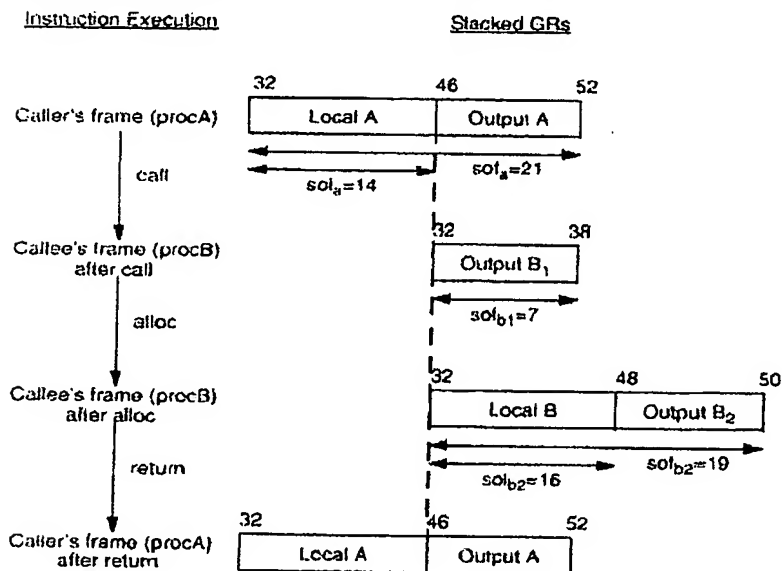 Instruction Execution
Stacked GRs
32 46 52
Caller's frame (procA)
Local A
Output A
sol_a=14
sof_a=21
call
32 38
Callee's frame (procB)
after call
Output B₁
sof_b1=7
alloc
32 48 50
Callee's frame (procB)
after alloc
Local B
Output B₂
sol_b2=16
sof_b2=19
return
32 46 52
Caller's frame (procA)
after return
Local A
Output A